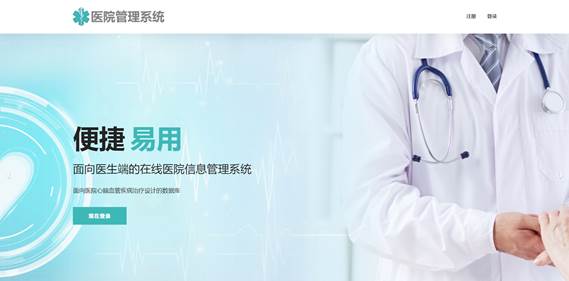 医院管理系统
注册 登录
便捷 易用
面向医生端的在线医院信息管理系统
面向医院心脑血管疾病治疗设计的数据库
现在登录